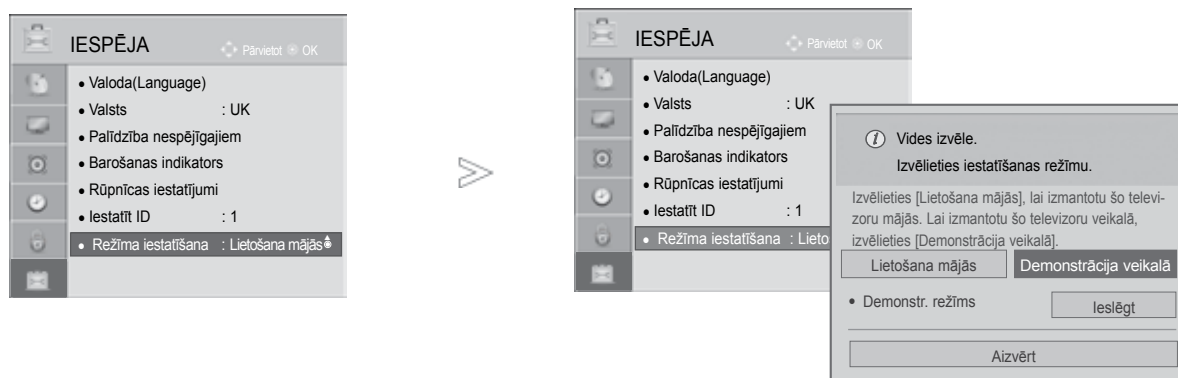 IESPĒJA
Pārvietot OK
• Valoda(Language)
• Valsts : UK
• Palīdzība nespējīgajiem
• Barošanas indikators
• Rūpnīcas iestatījumi
• Iestatīt ID : 1
• Režīma iestatīšana : Lietošana mājās
IESPĒJA
Pārvietot OK
• Valoda(Language)
• Valsts : UK
• Palīdzība nespējīgajiem
• Barošanas indikators
• Rūpnīcas iestatījumi
• Iestatīt ID : 1
• Režīma iestatīšana : Lieto
i Vides izvēle.
Izvēlieties iestatīšanas režīmu.
Izvēlieties [Lietošana mājās], lai izmantotu šo televi-
zoru mājās. Lai izmantotu šo televizoru veikalā,
izvēlieties [Demonstrācija veikalā].
Lietošana mājās Demonstrācija veikalā
• Demonstr. režīms Ieslēgt
Aizvērt